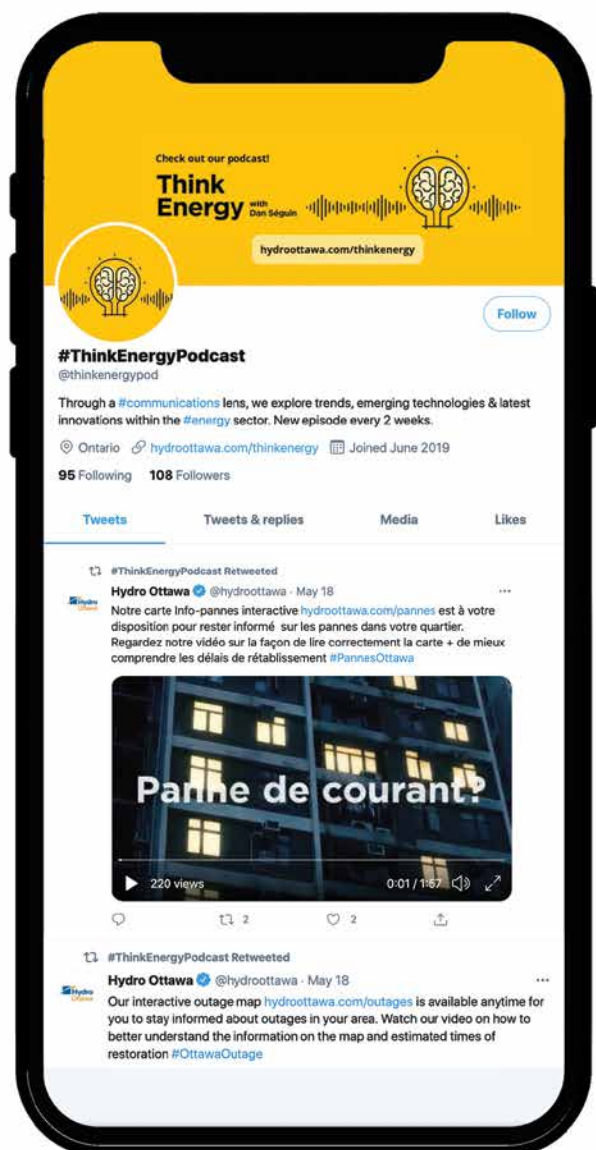 Check out our podcast!
Think
Energy with
Dan Séguin
hydroottawa.com/thinkenergy
Follow
#ThinkEnergyPodcast
@thinkenergypod
Through a #communications lens, we explore trends, emerging technologies & latest
innovations within the #energy sector. New episode every 2 weeks.
Ontario hydroottawa.com/thinkenergy Joined June 2019
95 Following 108 Followers
Tweets Tweets & replies Media Likes
#ThinkEnergyPodcast Retweeted
Hydro Ottawa @hydroottawa · May 18 ...
Hydro
Ottawa
Notre carte Info-pannes interactive hydroottawa.com/pannes est à votre
disposition pour rester informé sur les pannes dans votre quartier.
Regardez notre vidéo sur la façon de lire correctement la carte + de mieux
comprendre les délais de rétablissement #PannesOttawa
Panne de courant?
220 views 0:01 / 1:57
2 2
#ThinkEnergyPodcast Retweeted
Hydro Ottawa @hydroottawa · May 18 ...
Hydro
Ottawa
Our interactive outage map hydroottawa.com/outages is available anytime for
you to stay informed about outages in your area. Watch our video on how to
better understand the information on the map and estimated times of
restoration #OttawaOutage